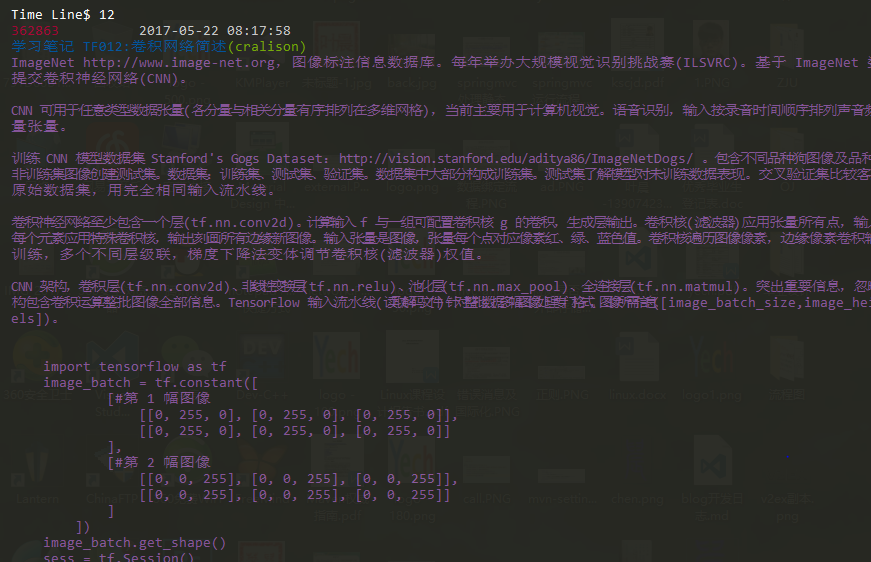 Time Line$ 12
362863 2017-05-22 08:17:58
学习笔记 TF012:卷积网络简述(cralison)
ImageNet http://www.image-net.org, 图像标注信息数据库。每年举办大规模视觉识别挑战赛(ILSVRC)。基于 ImageNet
提交卷积神经网络(CNN)。
CNN 可用于任意类型数据张量(各分量与相关分量有序排列在多维网格), 当前主要用于计算机视觉。语音识别, 输入按录音时间顺序排列声音频
量张量。
训练 CNN 模型数据集 Stanford's Gogs Dataset: http://vision.stanford.edu/aditya86/ImageNetDogs/ 。包含不同品种狗图像及品种
非训练集图像创建测试集。数据集。训练集、测试集、验证集。数据集中大部分构成训练集。测试集了解模型对未训练数据表现。交叉验证集比较客
原始数据集, 用完全相同输入流水线。
卷积神经网络至少包含一个层(tf.nn.conv2d)。计算输入 f 与一组可配置卷积核 g 的卷积, 生成层输出。卷积核(滤波器)应用张量所有点, 输
每个元素应用特殊卷积核, 输出刻画所有边缘新图像。输入张量是图像, 张量每个点对应像素红、绿、蓝色值。卷积核遍历图像像素, 边缘像素卷积
训练, 多个不同层级联, 梯度下降法变体调节卷积核(滤波器)权值。
CNN 架构, 卷积层(tf.nn.conv2d)、非线性变换层(tf.nn.relu)、池化层(tf.nn.max_pool)、全连接层(tf.nn.matmul)。突出重要信息, 忽
构包含卷积运算整批图像全部信息。TensorFlow 输入流水线(读取解码文件)针对整批数据多幅图像处理 [image_batch_size,image_hei
els])。
import tensorflow as tf
image_batch = tf.constant([
[#第 1 幅图像
[[0, 255, 0], [0, 255, 0], [0, 255, 0]],
[[0, 255, 0], [0, 255, 0], [0, 255, 0]]
],
[#第 2 幅图像
[[0, 0, 255], [0, 0, 255], [0, 0, 255]],
[[0, 0, 255], [0, 0, 255], [0, 0, 255]]
]
])
image_batch.get_shape()
sess = tf.Session()